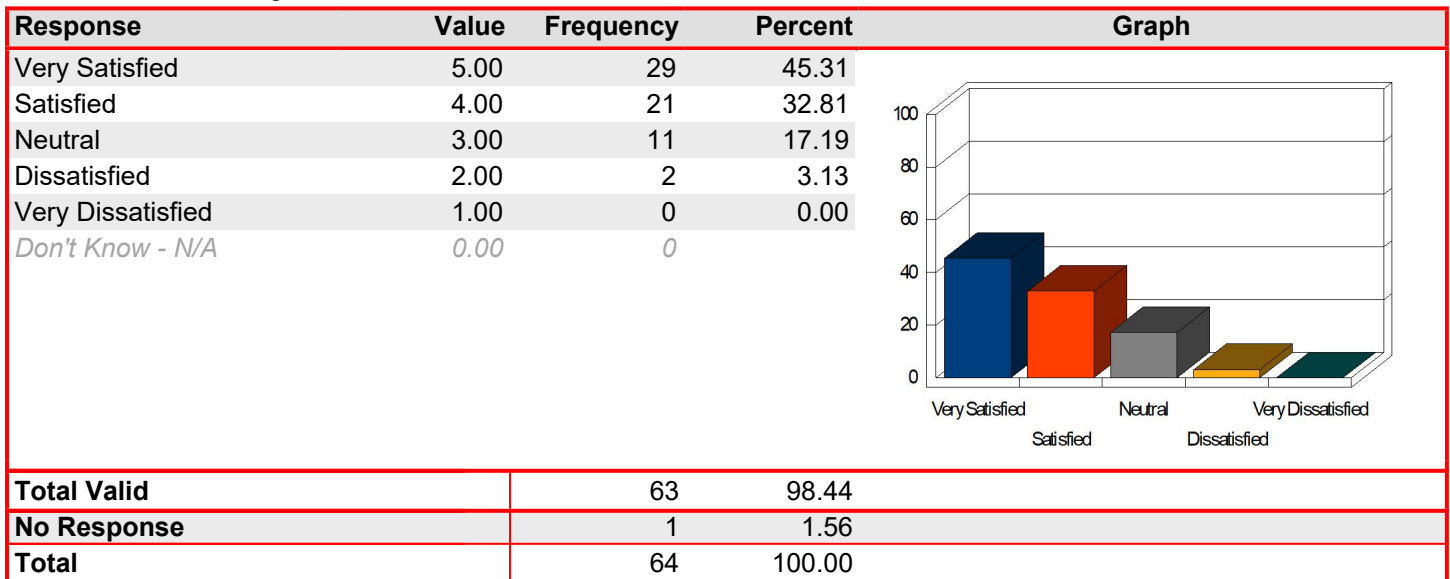 Response Value Frequency Percent Graph
Very Satisfied 5.00 29 45.31
Satisfied 4.00 21 32.81
Neutral 3.00 11 17.19
Dissatisfied 2.00 2 3.13
Very Dissatisfied 1.00 0 0.00
Don't Know - N/A 0.00 0
100
80
60
40
20
0
Very Satisfied Neutral Very Dissatisfied
Satisfied Dissatisfied
Total Valid 63 98.44
No Response 1 1.56
Total 64 100.00